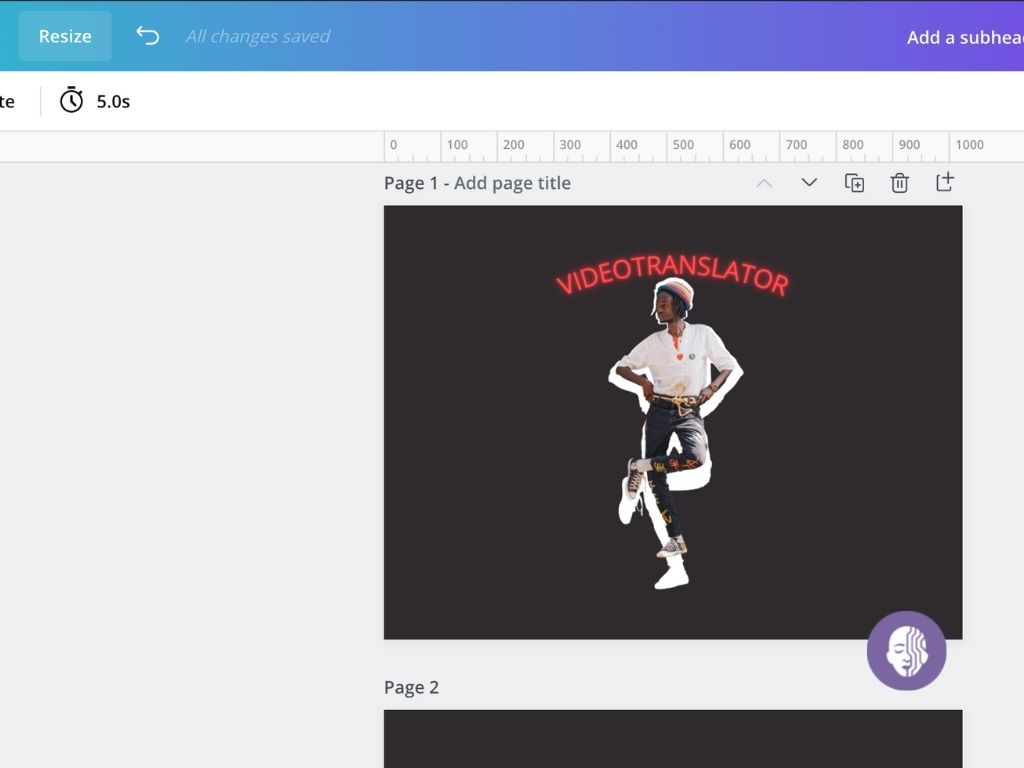 Resize
All changes saved
Add a subhea
te
5.0s
0 100 200 300 400 500 600 700 800 900 1000
Page 1 - Add page title
VIDEOTRANSLATOR
Page 2